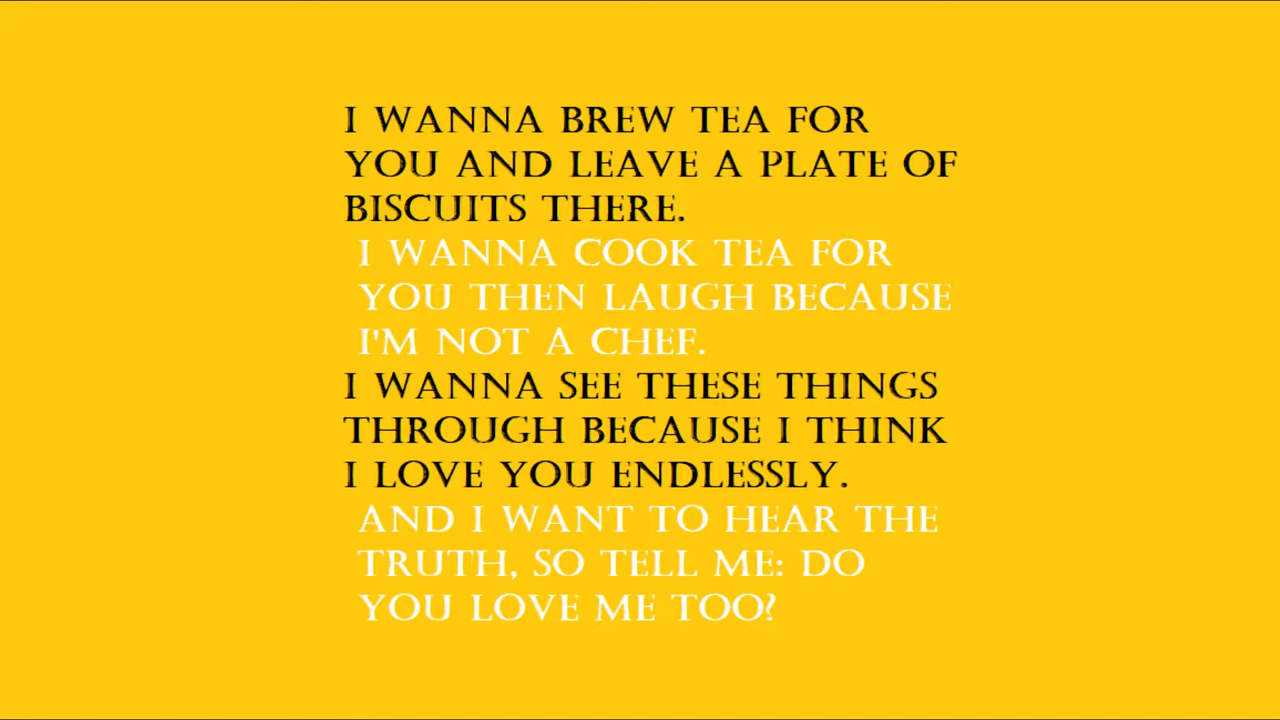 I WANNA BREW TEA FOR
YOU AND LEAVE A PLATE OF
BISCUITS THERE.
I WANNA COOK TEA FOR
YOU THEN LAUGH BECAUSE
I'M NOT A CHEF.
I WANNA SEE THESE THINGS
THROUGH BECAUSE I THINK
I LOVE YOU ENDLESSLY.
AND I WANT TO HEAR THE
TRUTH, SO TELL ME: DO
YOU LOVE ME TOO?